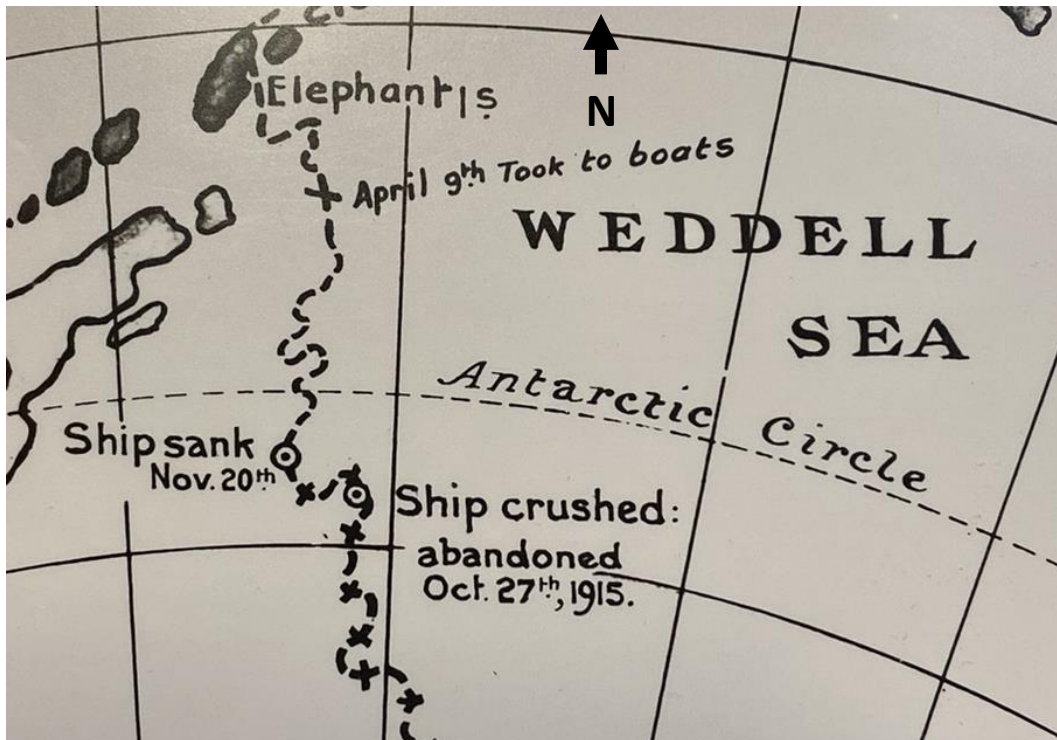 Elephant Is
N
April 9th Took to boats
WEDDELL
SEA
Antarctic Circle
Ship sank
Nov. 20th
Ship crushed:
abandoned
Oct. 27th, 1915.